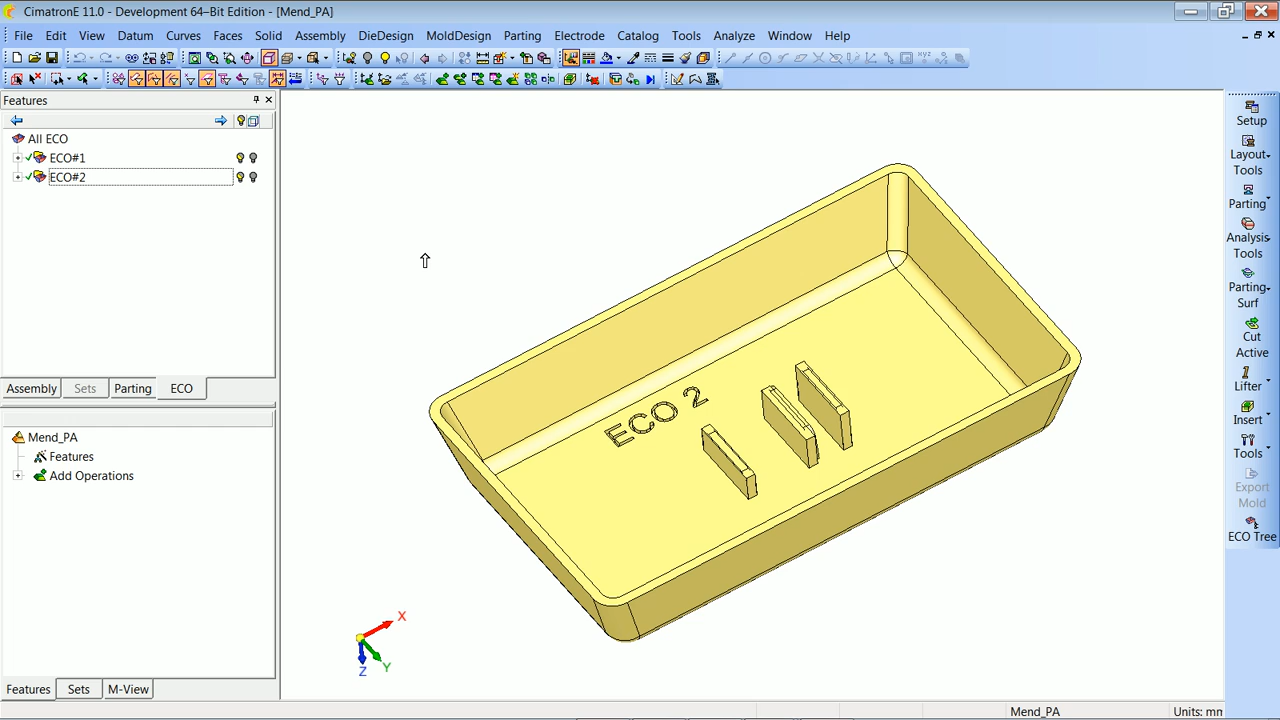 CimatronE 11.0 - Development 64-Bit Edition - [Mend_PA]
File Edit View Datum Curves Faces Solid Assembly DieDesign MoldDesign Parting Electrode Catalog Tools Analyze Window Help
Features
All ECO
ECO#1
ECO#2
Assembly Sets Parting ECO
Mend_PA
Features
Add Operations
Features Sets M-View
ECO 2
X
Y
Z
Setup
Layout
Tools
Parting
Analysis
Tools
Parting
Surf
Cut
Active
Lifter
Insert
Tools
Export
Mold
ECO Tree
Mend_PA Units: mm